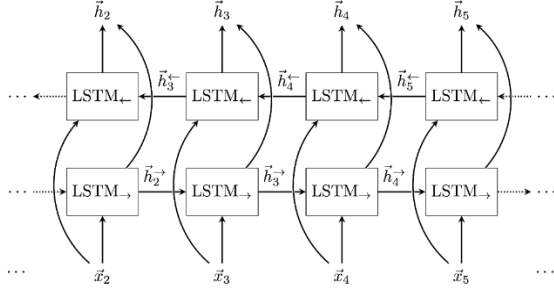 h⃗₂ h⃗₃ h⃗₄ h⃗₅
... LSTM← h⃗₃← LSTM← h⃗₄← LSTM← h⃗₅← LSTM← ...
... LSTM→ h⃗₂→ LSTM→ h⃗₃→ LSTM→ h⃗₄→ LSTM→ ...
... x⃗₂ x⃗₃ x⃗₄ x⃗₅ ...